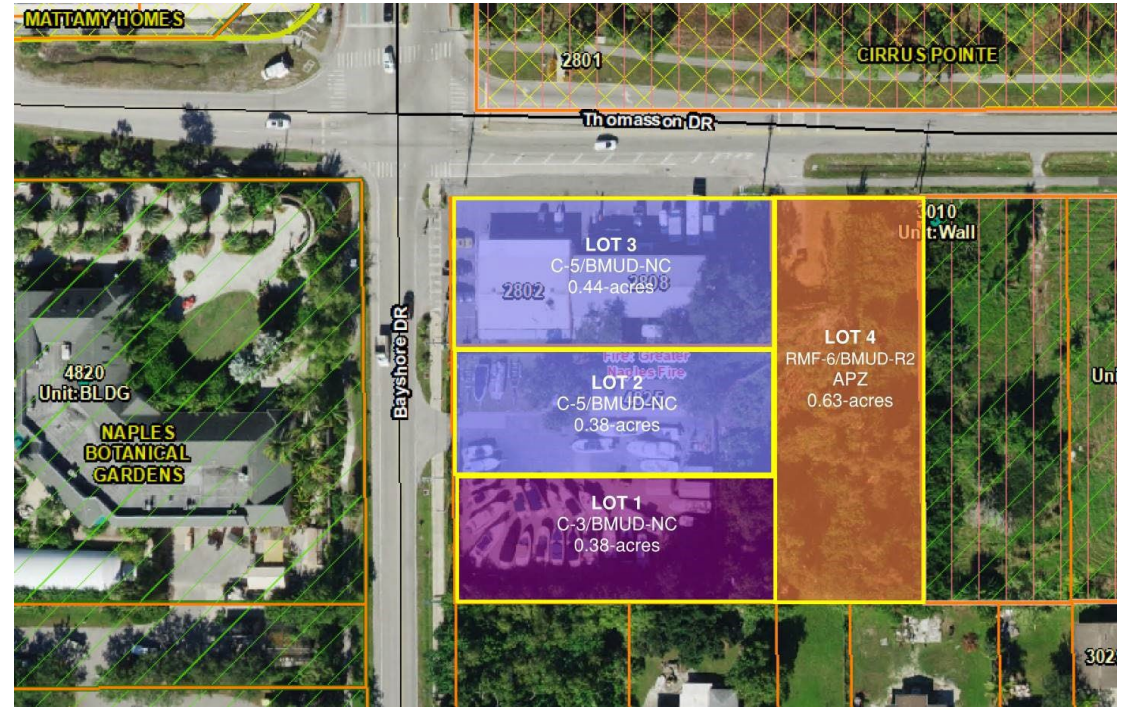 MATTAMY HOMES
2801
CIRRUS POINTE
Thomasson DR
LOT 3
C-5/BMUD-NC
0.44-acres
2802
2808
010
Unit:Wall
Bayshore DR
LOT 4
RMF-6/BMUD-R2
APZ
0.63-acres
Fire: Greater
Naples Fire
LOT 2
C-5/BMUD-NC
0.38-acres
4820
Unit:BLDG
Uni
NAPLES
BOTANICAL
GARDENS
LOT 1
C-3/BMUD-NC
0.38-acres
302